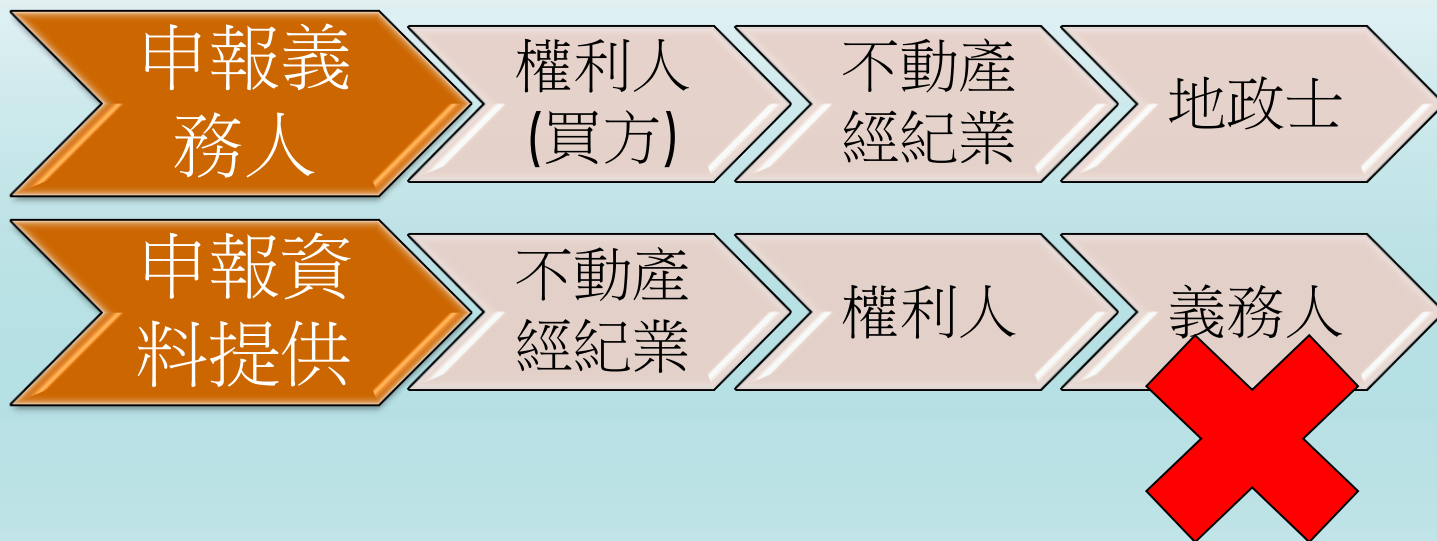 申報義
務人
權利人
(買方)
不動產
經紀業
地政士
申報資
料提供
不動產
經紀業
權利人
義務人